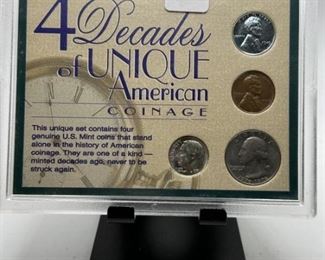 4 Decades
of UNIQUE
American
COINAGE
This unique set contains four
genuine U.S. Mint coins that stand
alone in the history of American
coinage. They are one of a kind—
minted decades ago, never to be
struck again.